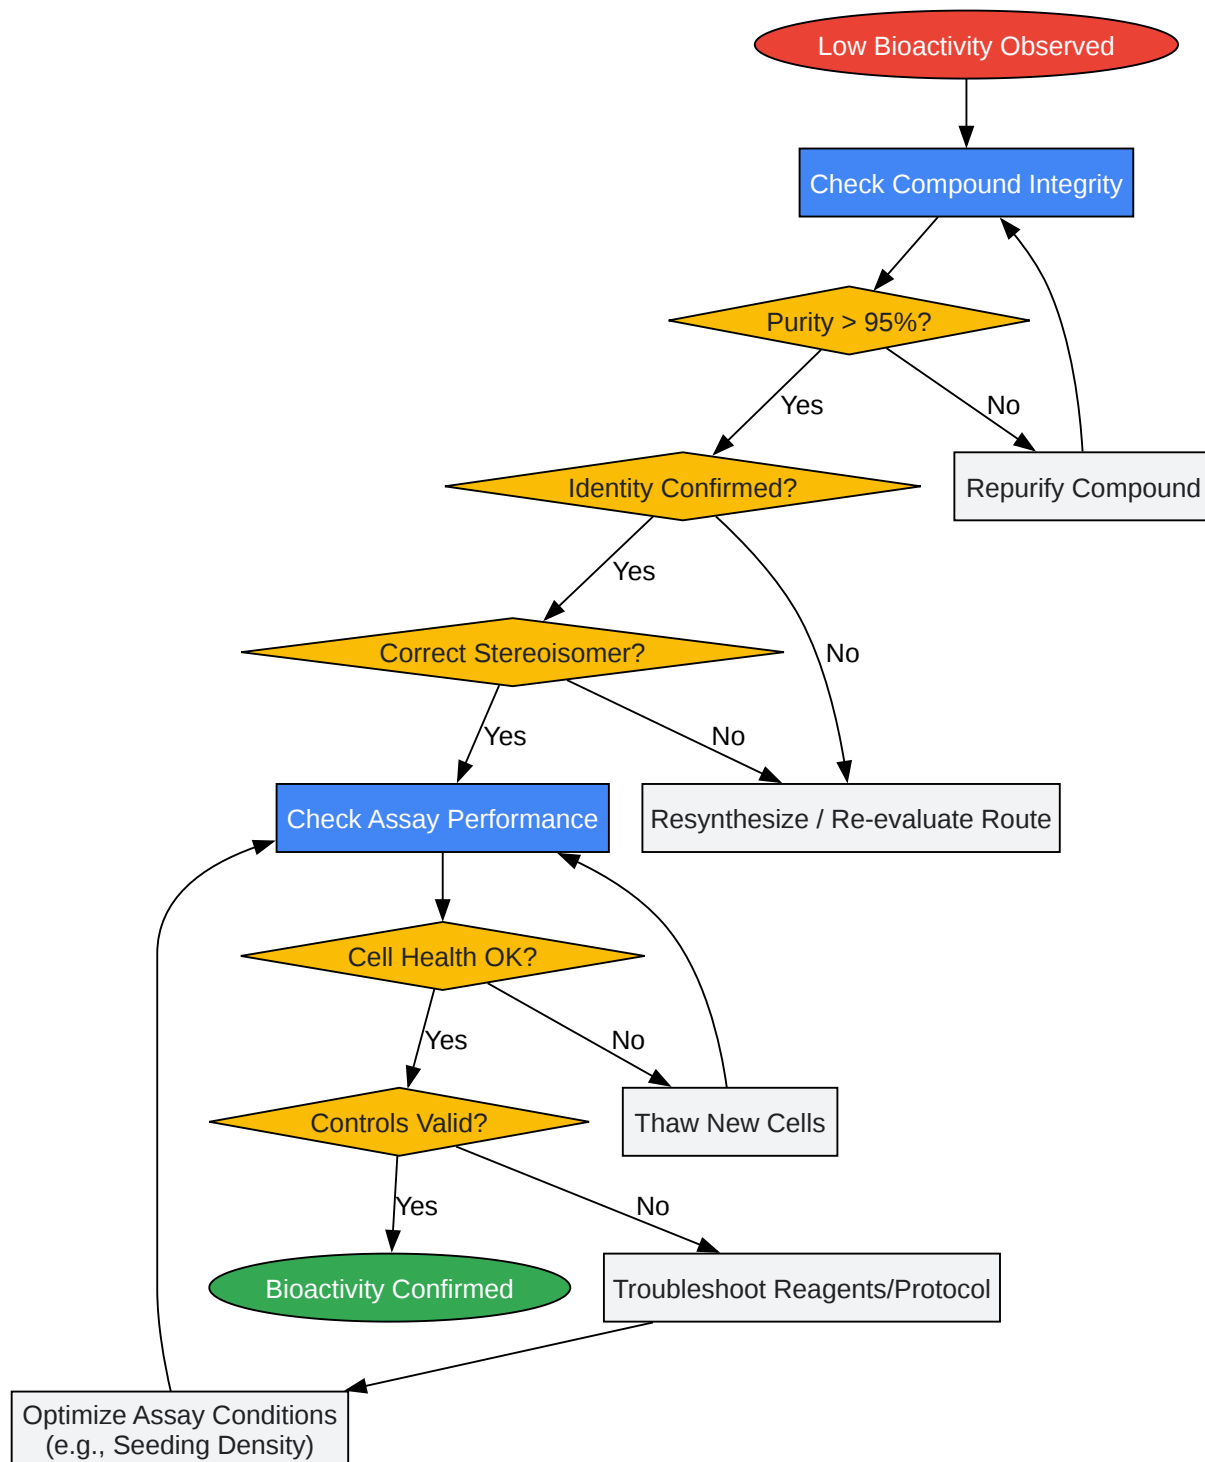 Low Bioactivity Observed
Check Compound Integrity
Purity > 95%?
Yes
No
Identity Confirmed?
Repurify Compound
Yes
Correct Stereoisomer?
No
Yes
No
Check Assay Performance
Resynthesize / Re-evaluate Route
Cell Health OK?
Yes
No
Controls Valid?
Thaw New Cells
Yes
No
Bioactivity Confirmed
Troubleshoot Reagents/Protocol
Optimize Assay Conditions
(e.g., Seeding Density)